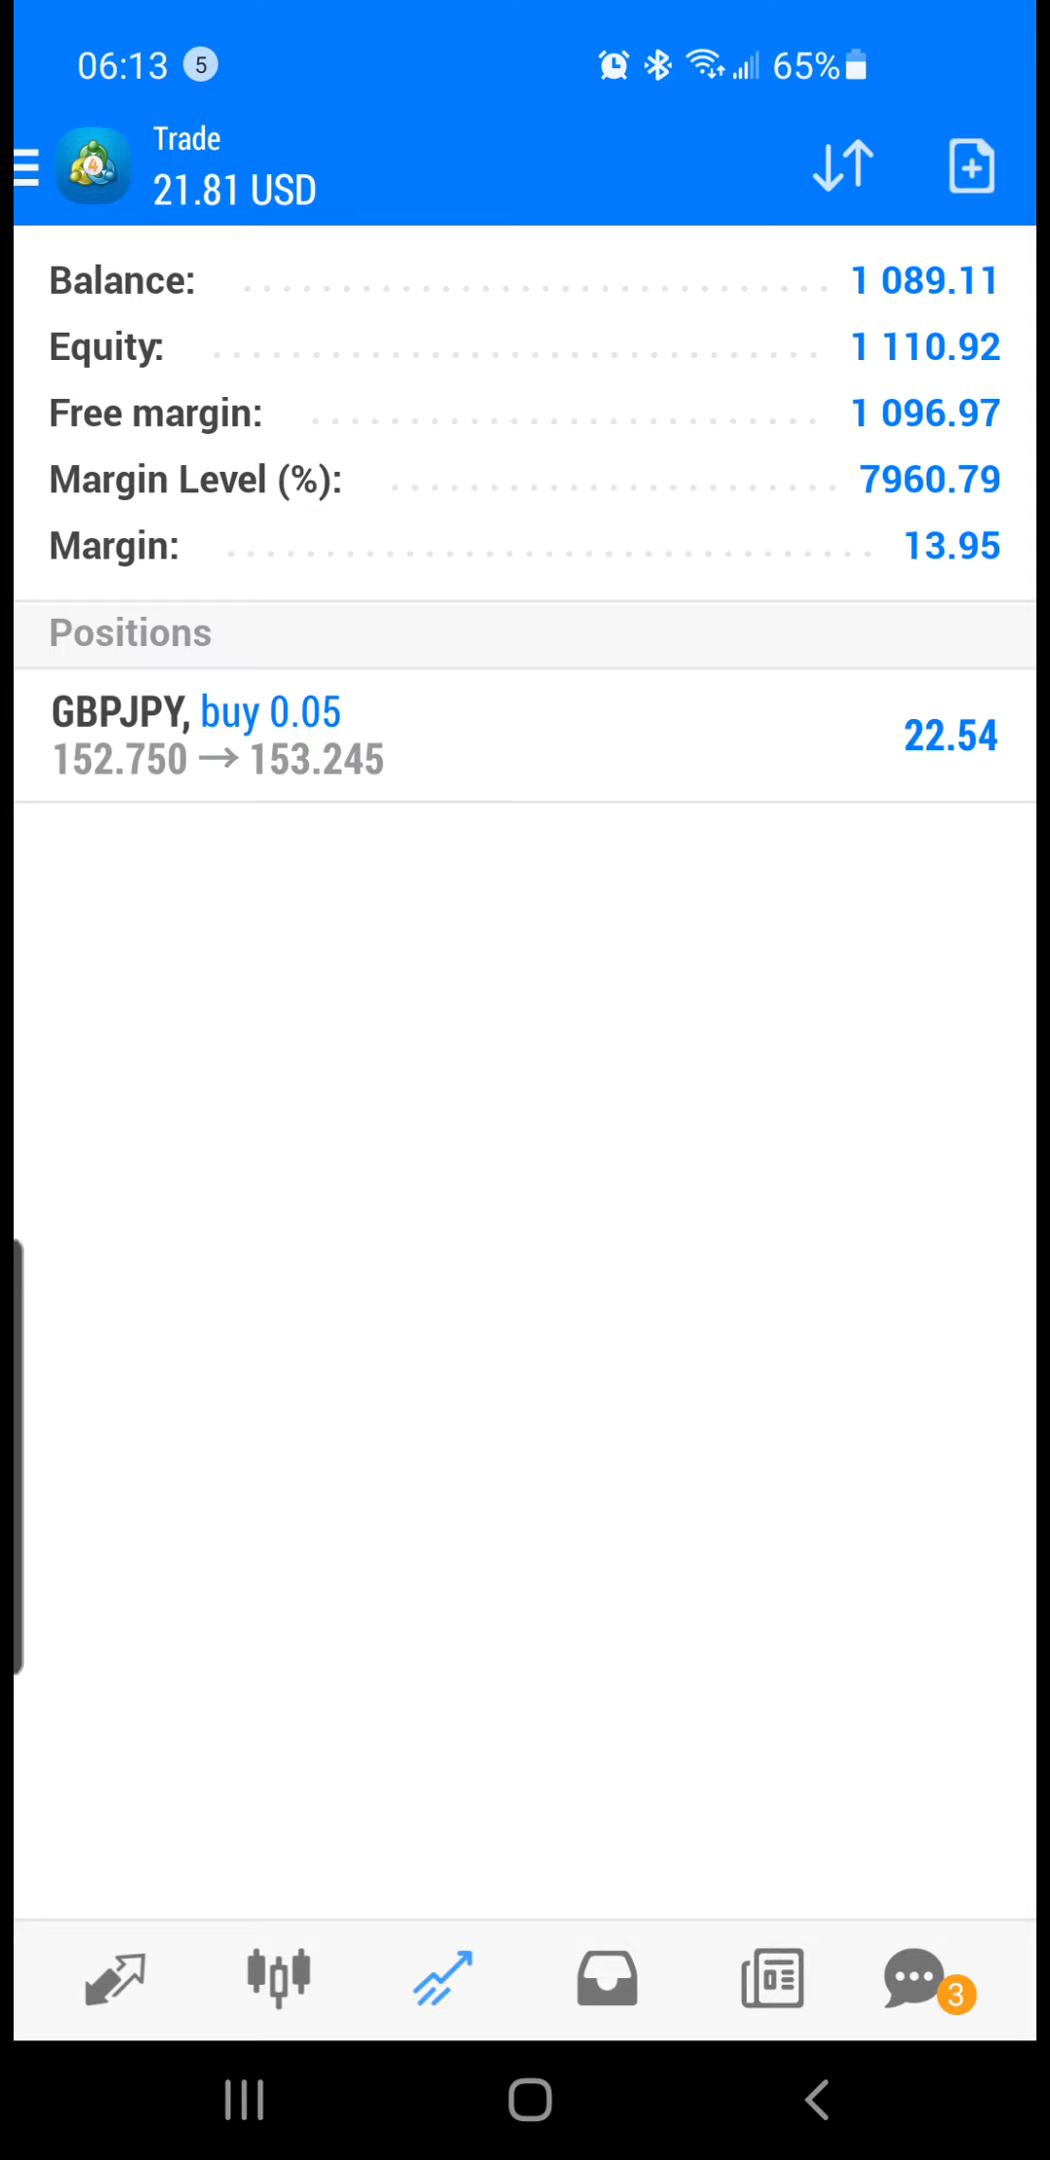 06:13 5 65%
Trade
21.81 USD
Balance: 1 089.11
Equity: 1 110.92
Free margin: 1 096.97
Margin Level (%): 7960.79
Margin: 13.95
Positions
GBPJPY, buy 0.05
152.750 → 153.245 22.54
3